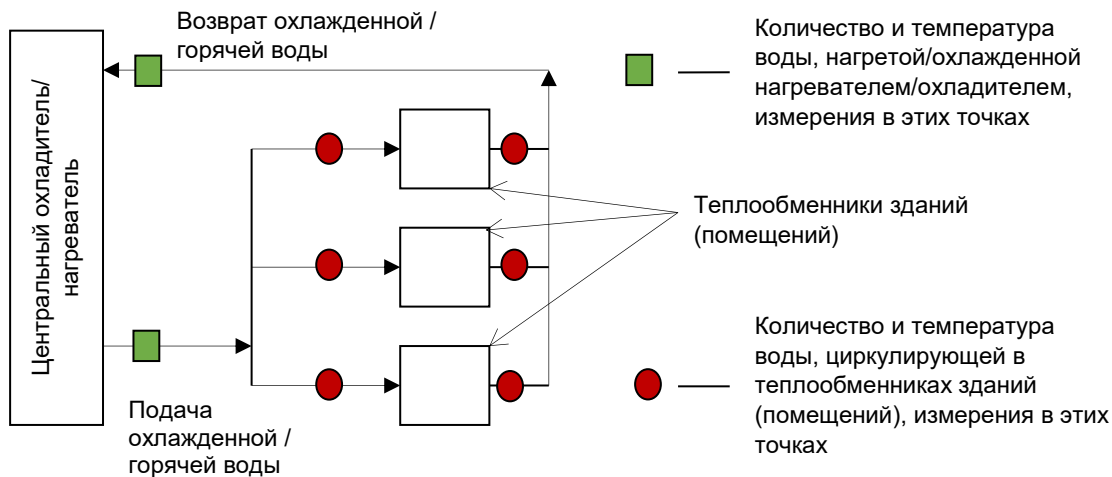 Возврат охлажденной /
горячей воды
Центральный охладитель/
нагреватель
Подача
охлажденной /
горячей воды
Количество и температура
воды, нагретой/охлажденной
нагревателем/охладителем,
измерения в этих точках
Теплообменники зданий
(помещений)
Количество и температура
воды, циркулирующей в
теплообменниках зданий
(помещений), измерения в этих
точках